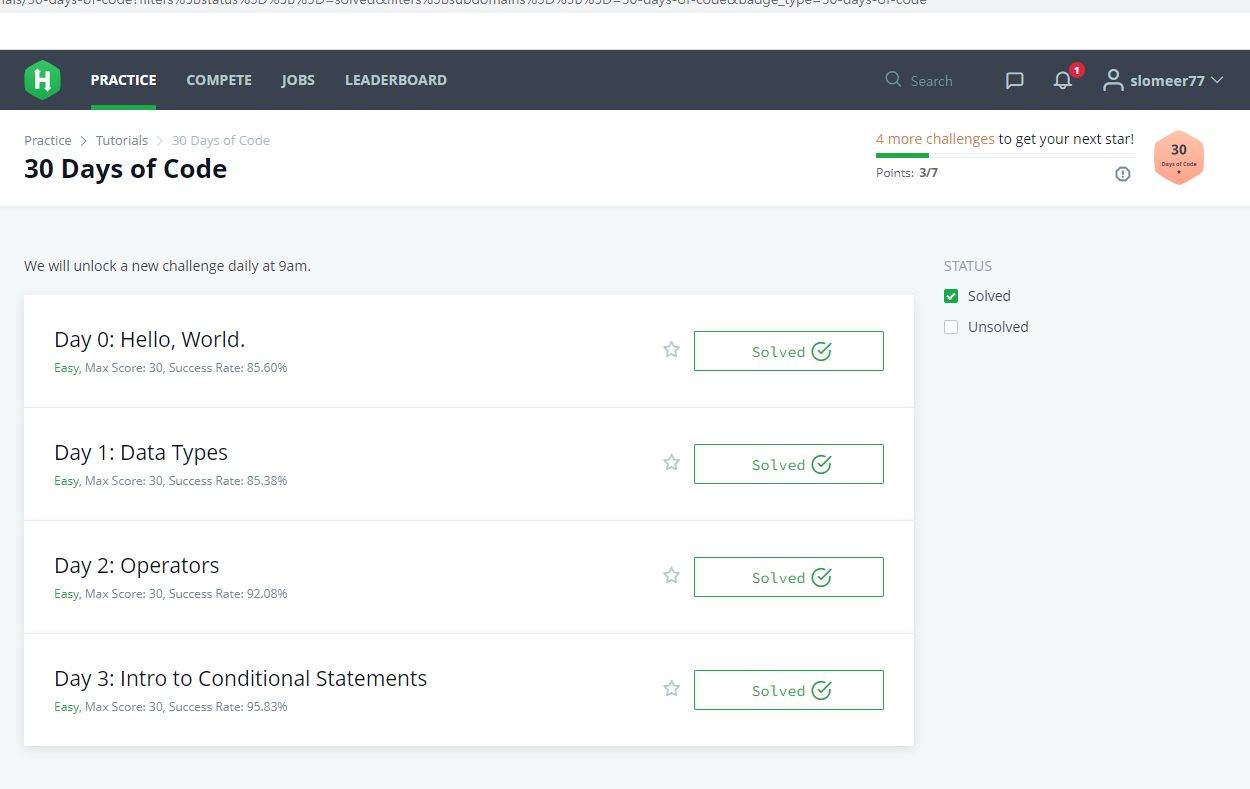 nals/30-days-of-code?filters%5Bstatus%5D%5B%5D=solved&filters%5Bsubdomains%5D%5B%5D=30-days-of-code&badge_type=30-days-of-code
H PRACTICE COMPETE JOBS LEADERBOARD Search 1 slomeer77
Practice > Tutorials > 30 Days of Code
30 Days of Code
4 more challenges to get your next star!
Points: 3/7
30
Days of Code
We will unlock a new challenge daily at 9am.
STATUS
Solved
Unsolved
Day 0: Hello, World.
Easy, Max Score: 30, Success Rate: 85.60%
Solved
Day 1: Data Types
Easy, Max Score: 30, Success Rate: 85.38%
Solved
Day 2: Operators
Easy, Max Score: 30, Success Rate: 92.08%
Solved
Day 3: Intro to Conditional Statements
Easy, Max Score: 30, Success Rate: 95.83%
Solved